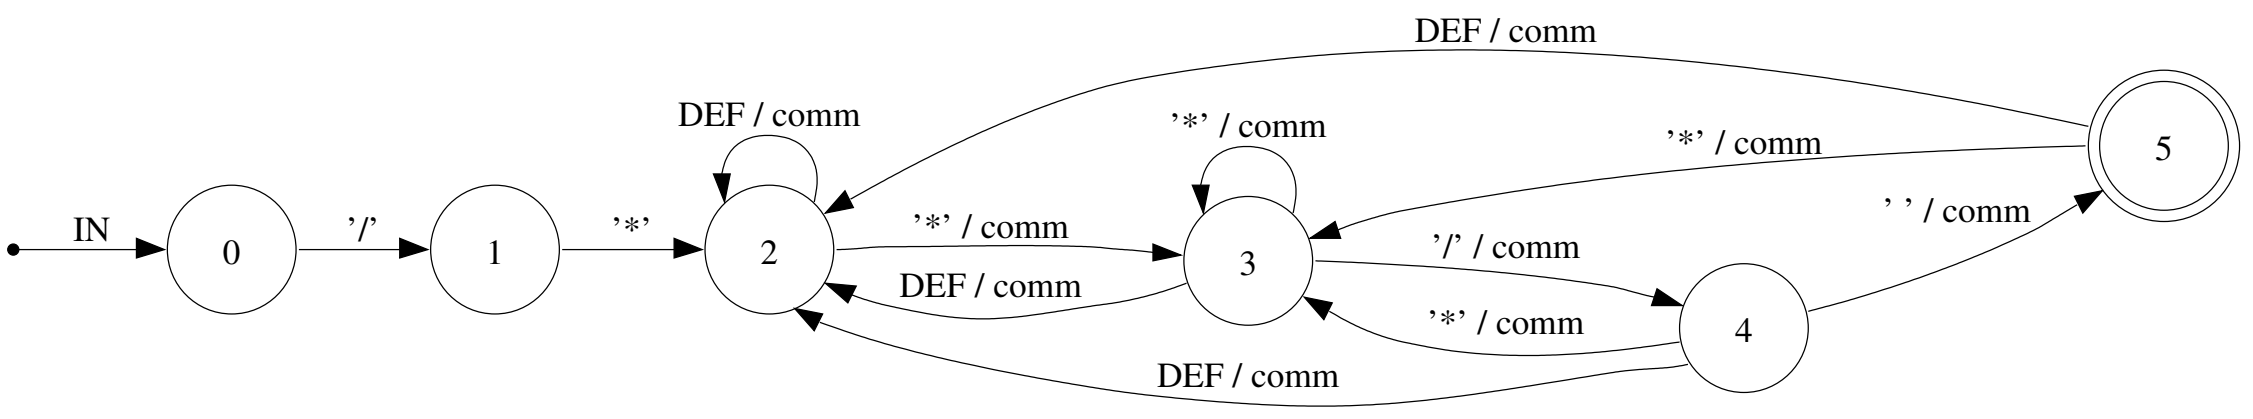 DEF / comm
DEF / comm
’*’ / comm
’*’ / comm
5
IN
0
’/’
1
’*’
2
’*’ / comm
DEF / comm
3
’/’ / comm
’ ’ / comm
’*’ / comm
4
DEF / comm